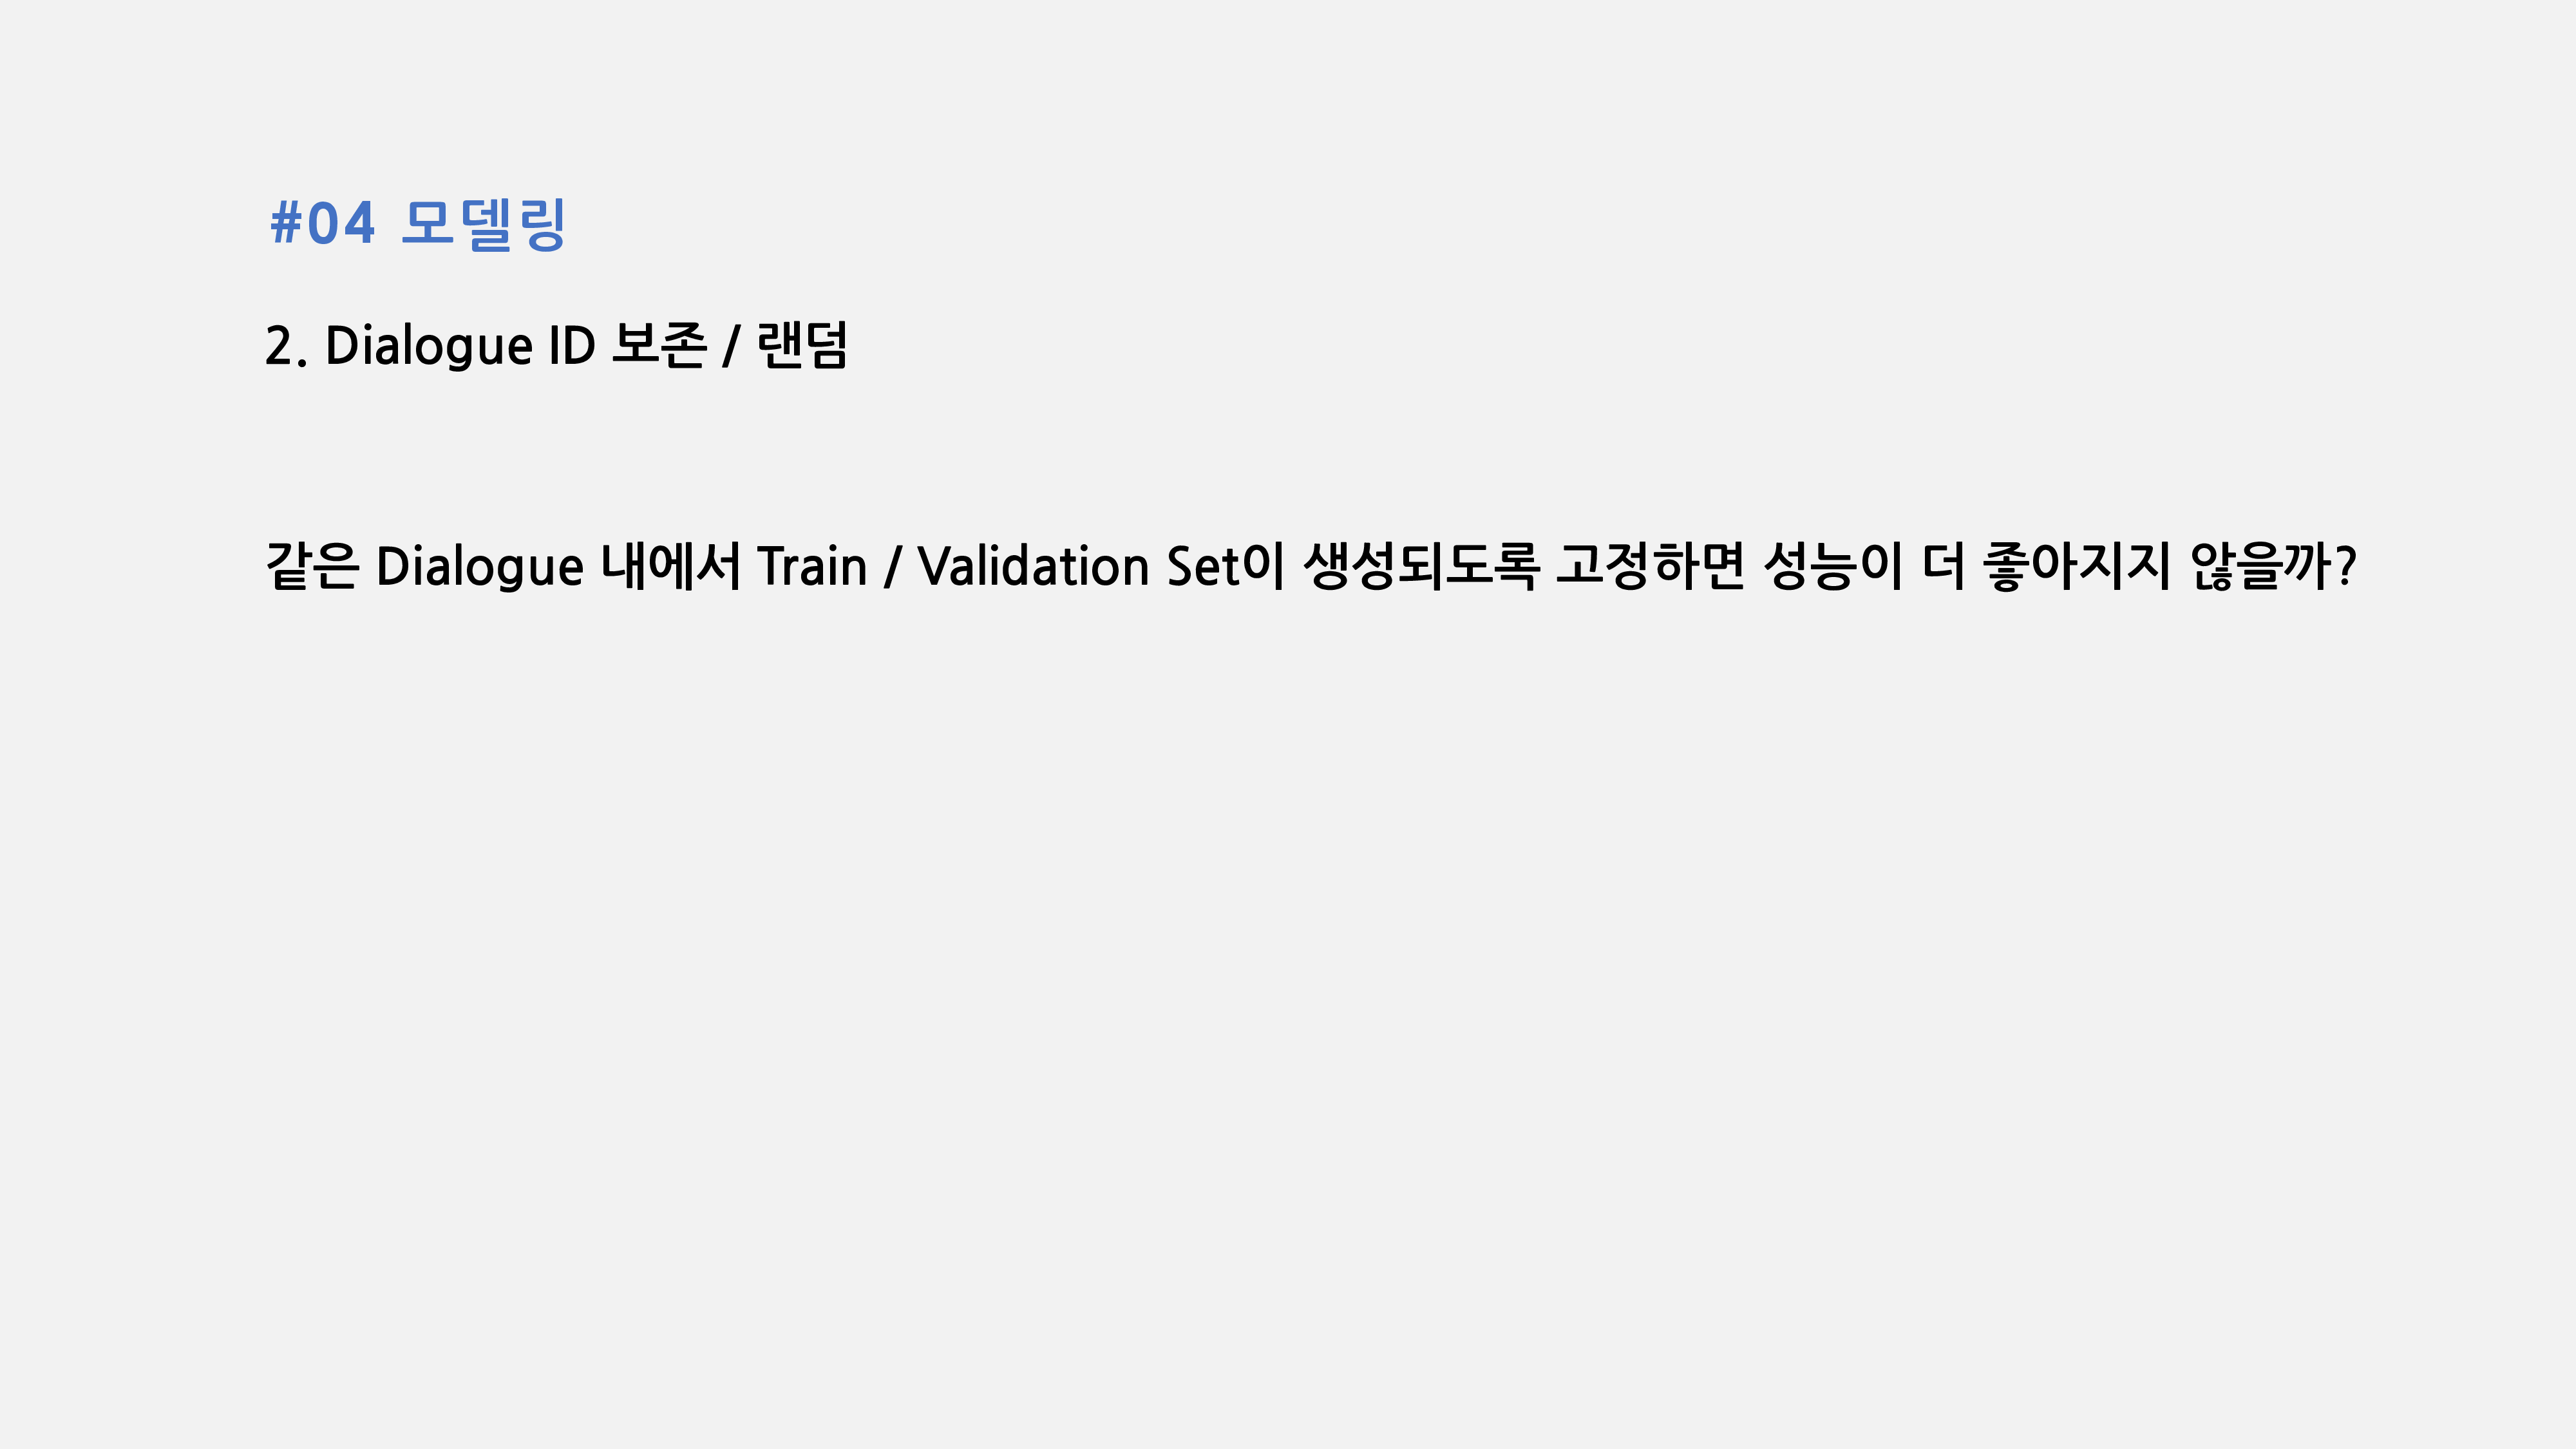 #04 모델링
2. Dialogue ID 보존 / 랜덤
같은 Dialogue 내에서 Train / Validation Set이 생성되도록 고정하면 성능이 더 좋아지지 않을까?